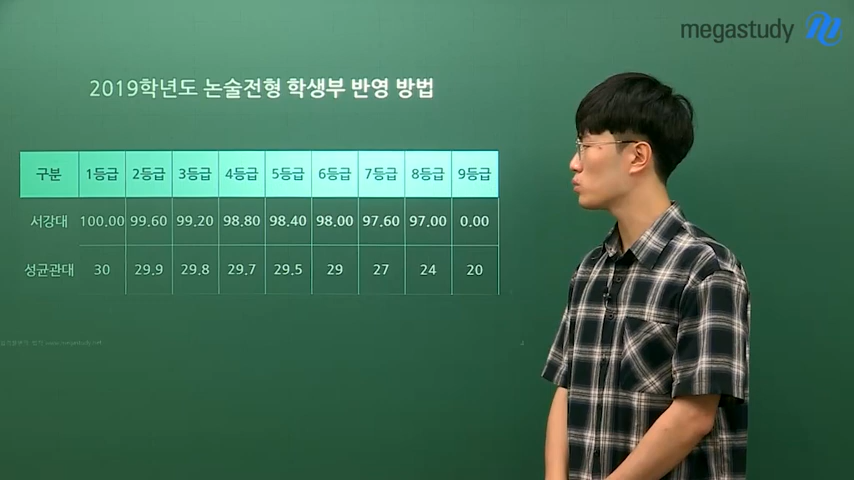 megastudy
2019학년도 논술전형 학생부 반영 방법
구분 1등급 2등급 3등급 4등급 5등급 6등급 7등급 8등급 9등급
서강대 100.00 99.60 99.20 98.80 98.40 98.00 97.60 97.00 0.00
성균관대 30 29.9 29.8 29.7 29.5 29 27 24 20